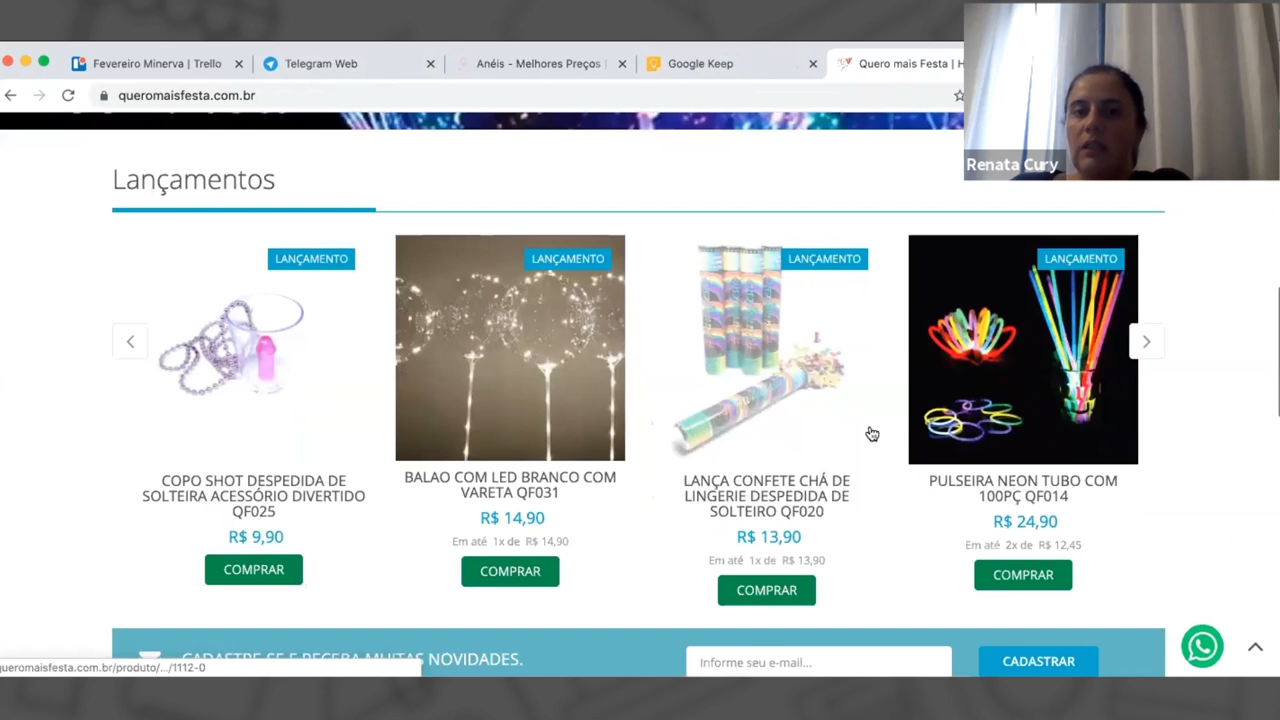 Fevereiro Minerva | Trello
Telegram Web
Anéis - Melhores Preços |
Google Keep
Quero mais Festa | H
queromaisfesta.com.br
Renata Cury
Lançamentos
LANÇAMENTO
LANÇAMENTO
LANÇAMENTO
LANÇAMENTO
COPO SHOT DESPEDIDA DE
SOLTEIRA ACESSÓRIO DIVERTIDO
QF025
R$ 9,90
COMPRAR
BALAO COM LED BRANCO COM
VARETA QF031
R$ 14,90
Em até 1x de R$ 14,90
COMPRAR
LANÇA CONFETE CHÁ DE
LINGERIE DESPEDIDA DE
SOLTEIRO QF020
R$ 13,90
Em até 1x de R$ 13,90
COMPRAR
PULSEIRA NEON TUBO COM
100PÇ QF014
R$ 24,90
Em até 2x de R$ 12,45
COMPRAR
CADASTRE-SE E RECEBA MUITAS NOVIDADES.
Informe seu e-mail...
CADASTRAR
queromaisfesta.com.br/produto/.../1112-0